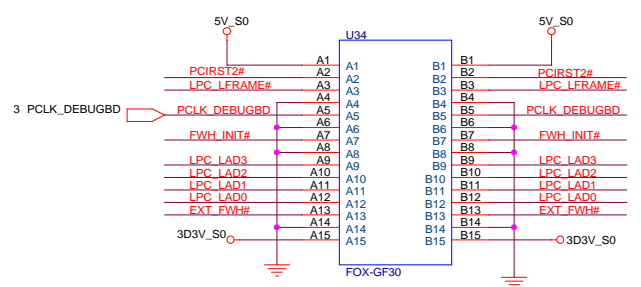 5V_S0 5V_S0
U34
A1 A1 B1 B1
PCIRST2# A2 A2 B2 B2 PCIRST2#
LPC_LFRAME# A3 A3 B3 B3 LPC_LFRAME#
A4 A4 B4 B4
3 PCLK_DEBUGBD PCLK_DEBUGBD A5 A5 B5 B5 PCLK_DEBUGBD
A6 A6 B6 B6
FWH_INIT# A7 A7 B7 B7 FWH_INIT#
A8 A8 B8 B8
LPC_LAD3 A9 A9 B9 B9 LPC_LAD3
LPC_LAD2 A10 A10 B10 B10 LPC_LAD2
LPC_LAD1 A11 A11 B11 B11 LPC_LAD1
LPC_LAD0 A12 A12 B12 B12 LPC_LAD0
EXT_FWH# A13 A13 B13 B13 EXT_FWH#
A14 A14 B14 B14
3D3V_S0 A15 A15 B15 B15 3D3V_S0
FOX-GF30